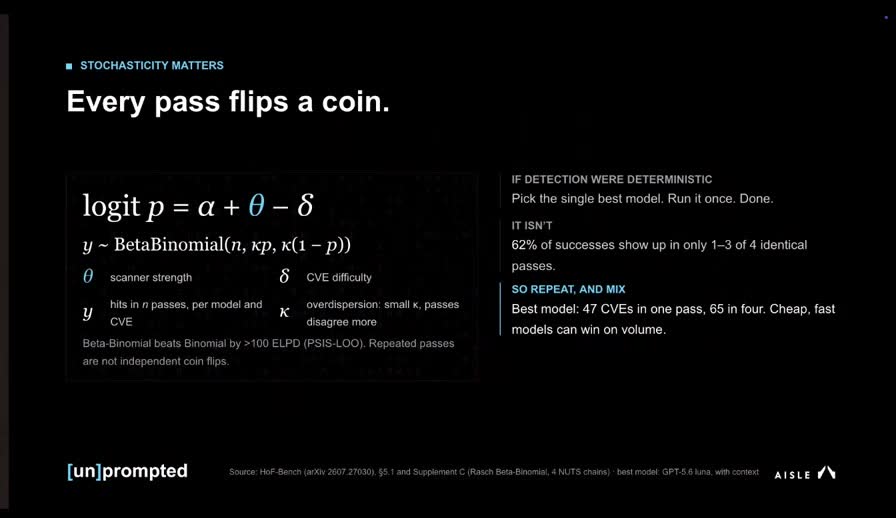 STOCHASTICITY MATTERS
Every pass flips a coin.
logit p = α + θ − δ
y ~ BetaBinomial(n, κp, κ(1 − p))
θ scanner strength
δ CVE difficulty
y hits in n passes, per model and
CVE
κ overdispersion: small κ, passes
disagree more
Beta-Binomial beats Binomial by >100 ELPD (PSIS-LOO). Repeated passes
are not independent coin flips.
IF DETECTION WERE DETERMINISTIC
Pick the single best model. Run it once. Done.
IT ISN'T
62% of successes show up in only 1–3 of 4 identical
passes.
SO REPEAT, AND MIX
Best model: 47 CVEs in one pass, 65 in four. Cheap, fast
models can win on volume.
[un]prompted
Source: HoF-Bench (arXiv 2607.27030), §5.1 and Supplement C (Rasch Beta-Binomial, 4 NUTS chains) · best model: GPT-5.6 luna, with context
AISLE